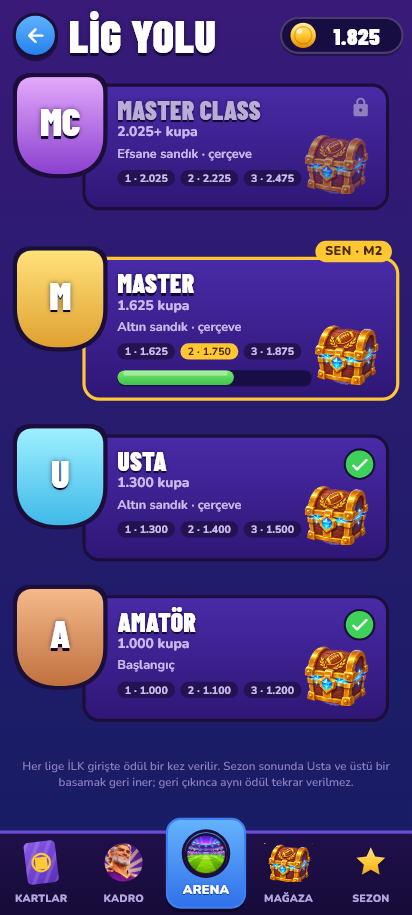 LİG YOLU
1.825
MC
MASTER CLASS
2.025+ kupa
Efsane sandık · çerçeve
1 · 2.025 2 · 2.225 3 · 2.475
SEN · M2
M
MASTER
1.625 kupa
Altın sandık · çerçeve
1 · 1.625 2 · 1.750 3 · 1.875
U
USTA
1.300 kupa
Altın sandık · çerçeve
1 · 1.300 2 · 1.400 3 · 1.500
A
AMATÖR
1.000 kupa
Başlangıç
1 · 1.000 2 · 1.100 3 · 1.200
Her lige İLK girişte ödül bir kez verilir. Sezon sonunda Usta ve üstü bir
basamak geri iner; geri çıkınca aynı ödül tekrar verilmez.
KARTLAR
KADRO
ARENA
MAĞAZA
SEZON